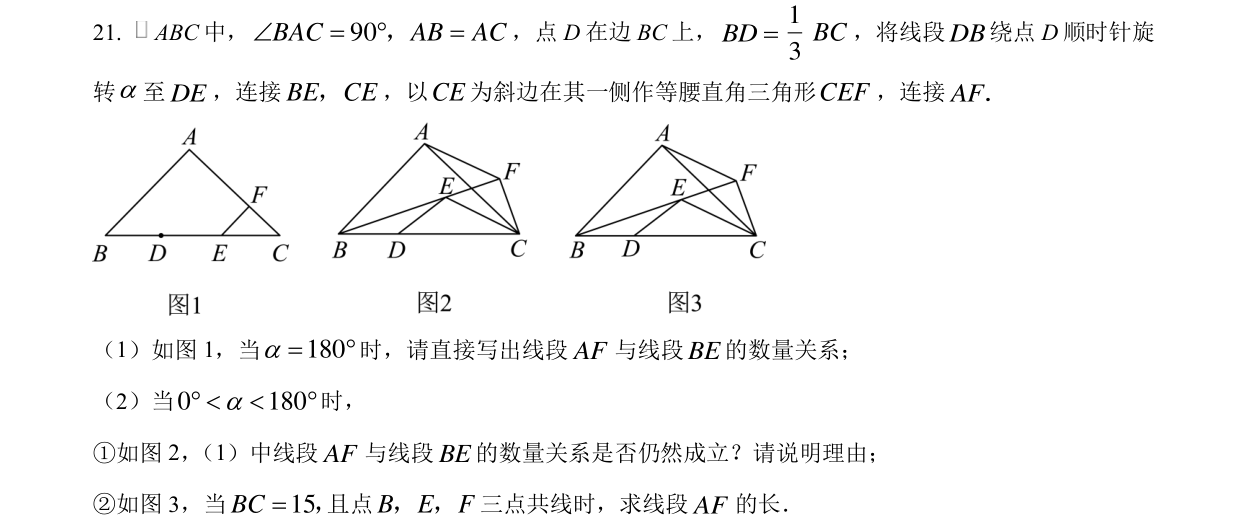 21. ABC中，∠BAC=90°，AB=AC，点D在边BC上，BD=1/3 BC，将线段DB绕点D顺时针旋
转α至DE，连接BE，CE，以CE为斜边在其一侧作等腰直角三角形CEF，连接AF．
A
F
B D E C
图1
A
F
E
B D C
图2
A
F
E
B D C
图3
（1）如图1，当α=180°时，请直接写出线段AF与线段BE的数量关系；
（2）当0°<α<180°时，
①如图2，（1）中线段AF与线段BE的数量关系是否仍然成立？请说明理由；
②如图3，当BC=15，且点B，E，F三点共线时，求线段AF的长．